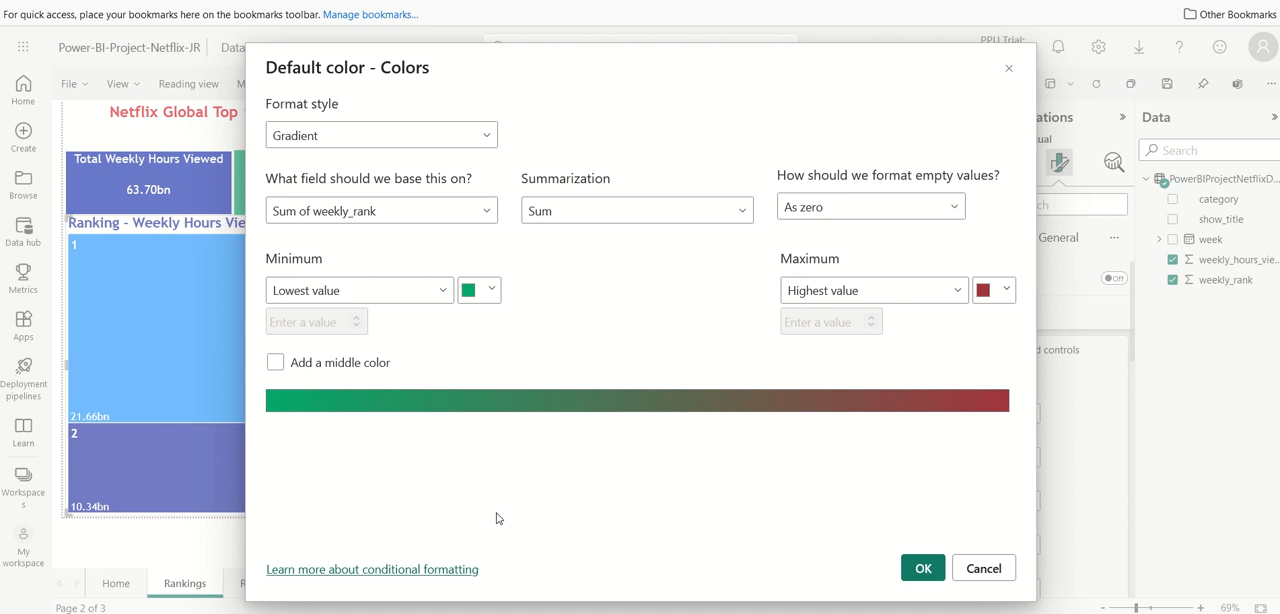 For quick access, place your bookmarks here on the bookmarks toolbar. Manage bookmarks...
Other Bookmarks
Power-BI-Project-Netflix-JR
Data
PPU Trial:
File
View
Reading view
M
Home
Create
Browse
Data hub
Metrics
Apps
Deployment
pipelines
Learn
Workspace
s
My
workspace
Netflix Global Top
Total Weekly Hours Viewed
63.70bn
Ranking - Weekly Hours Vie
1
21.66bn
2
10.34bn
Default color - Colors
Format style
Gradient
What field should we base this on?
Summarization
How should we format empty values?
Sum of weekly_rank
Sum
As zero
Minimum
Maximum
Lowest value
Highest value
Enter a value
Enter a value
Add a middle color
Learn more about conditional formatting
OK
Cancel
ations
ual
ch
General
Off
d controls
Data
Search
PowerBIProjectNetflixD...
category
show_title
week
weekly_hours_vie...
weekly_rank
Home
Rankings
R
Page 2 of 3
- + 69%